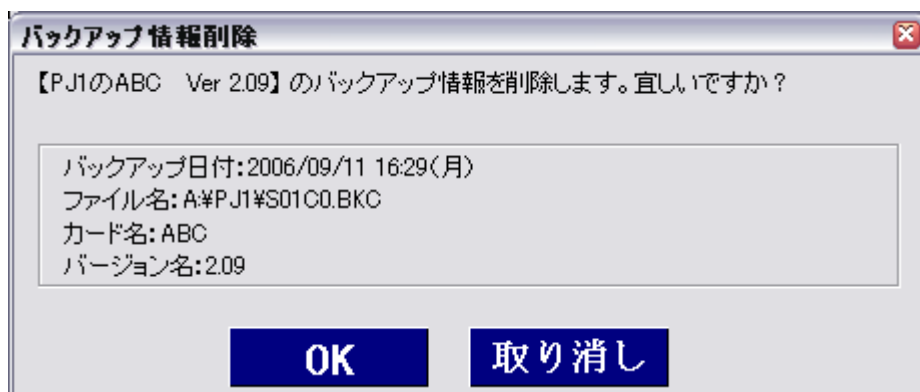 バックアップ情報削除
【PJ1のABC　Ver 2.09】のバックアップ情報を削除します。宜しいですか？
バックアップ日付:2006/09/11 16:29(月)
ファイル名:A:¥PJ1¥S01C0.BKC
カード名:ABC
バージョン名:2.09
OK 取り消し